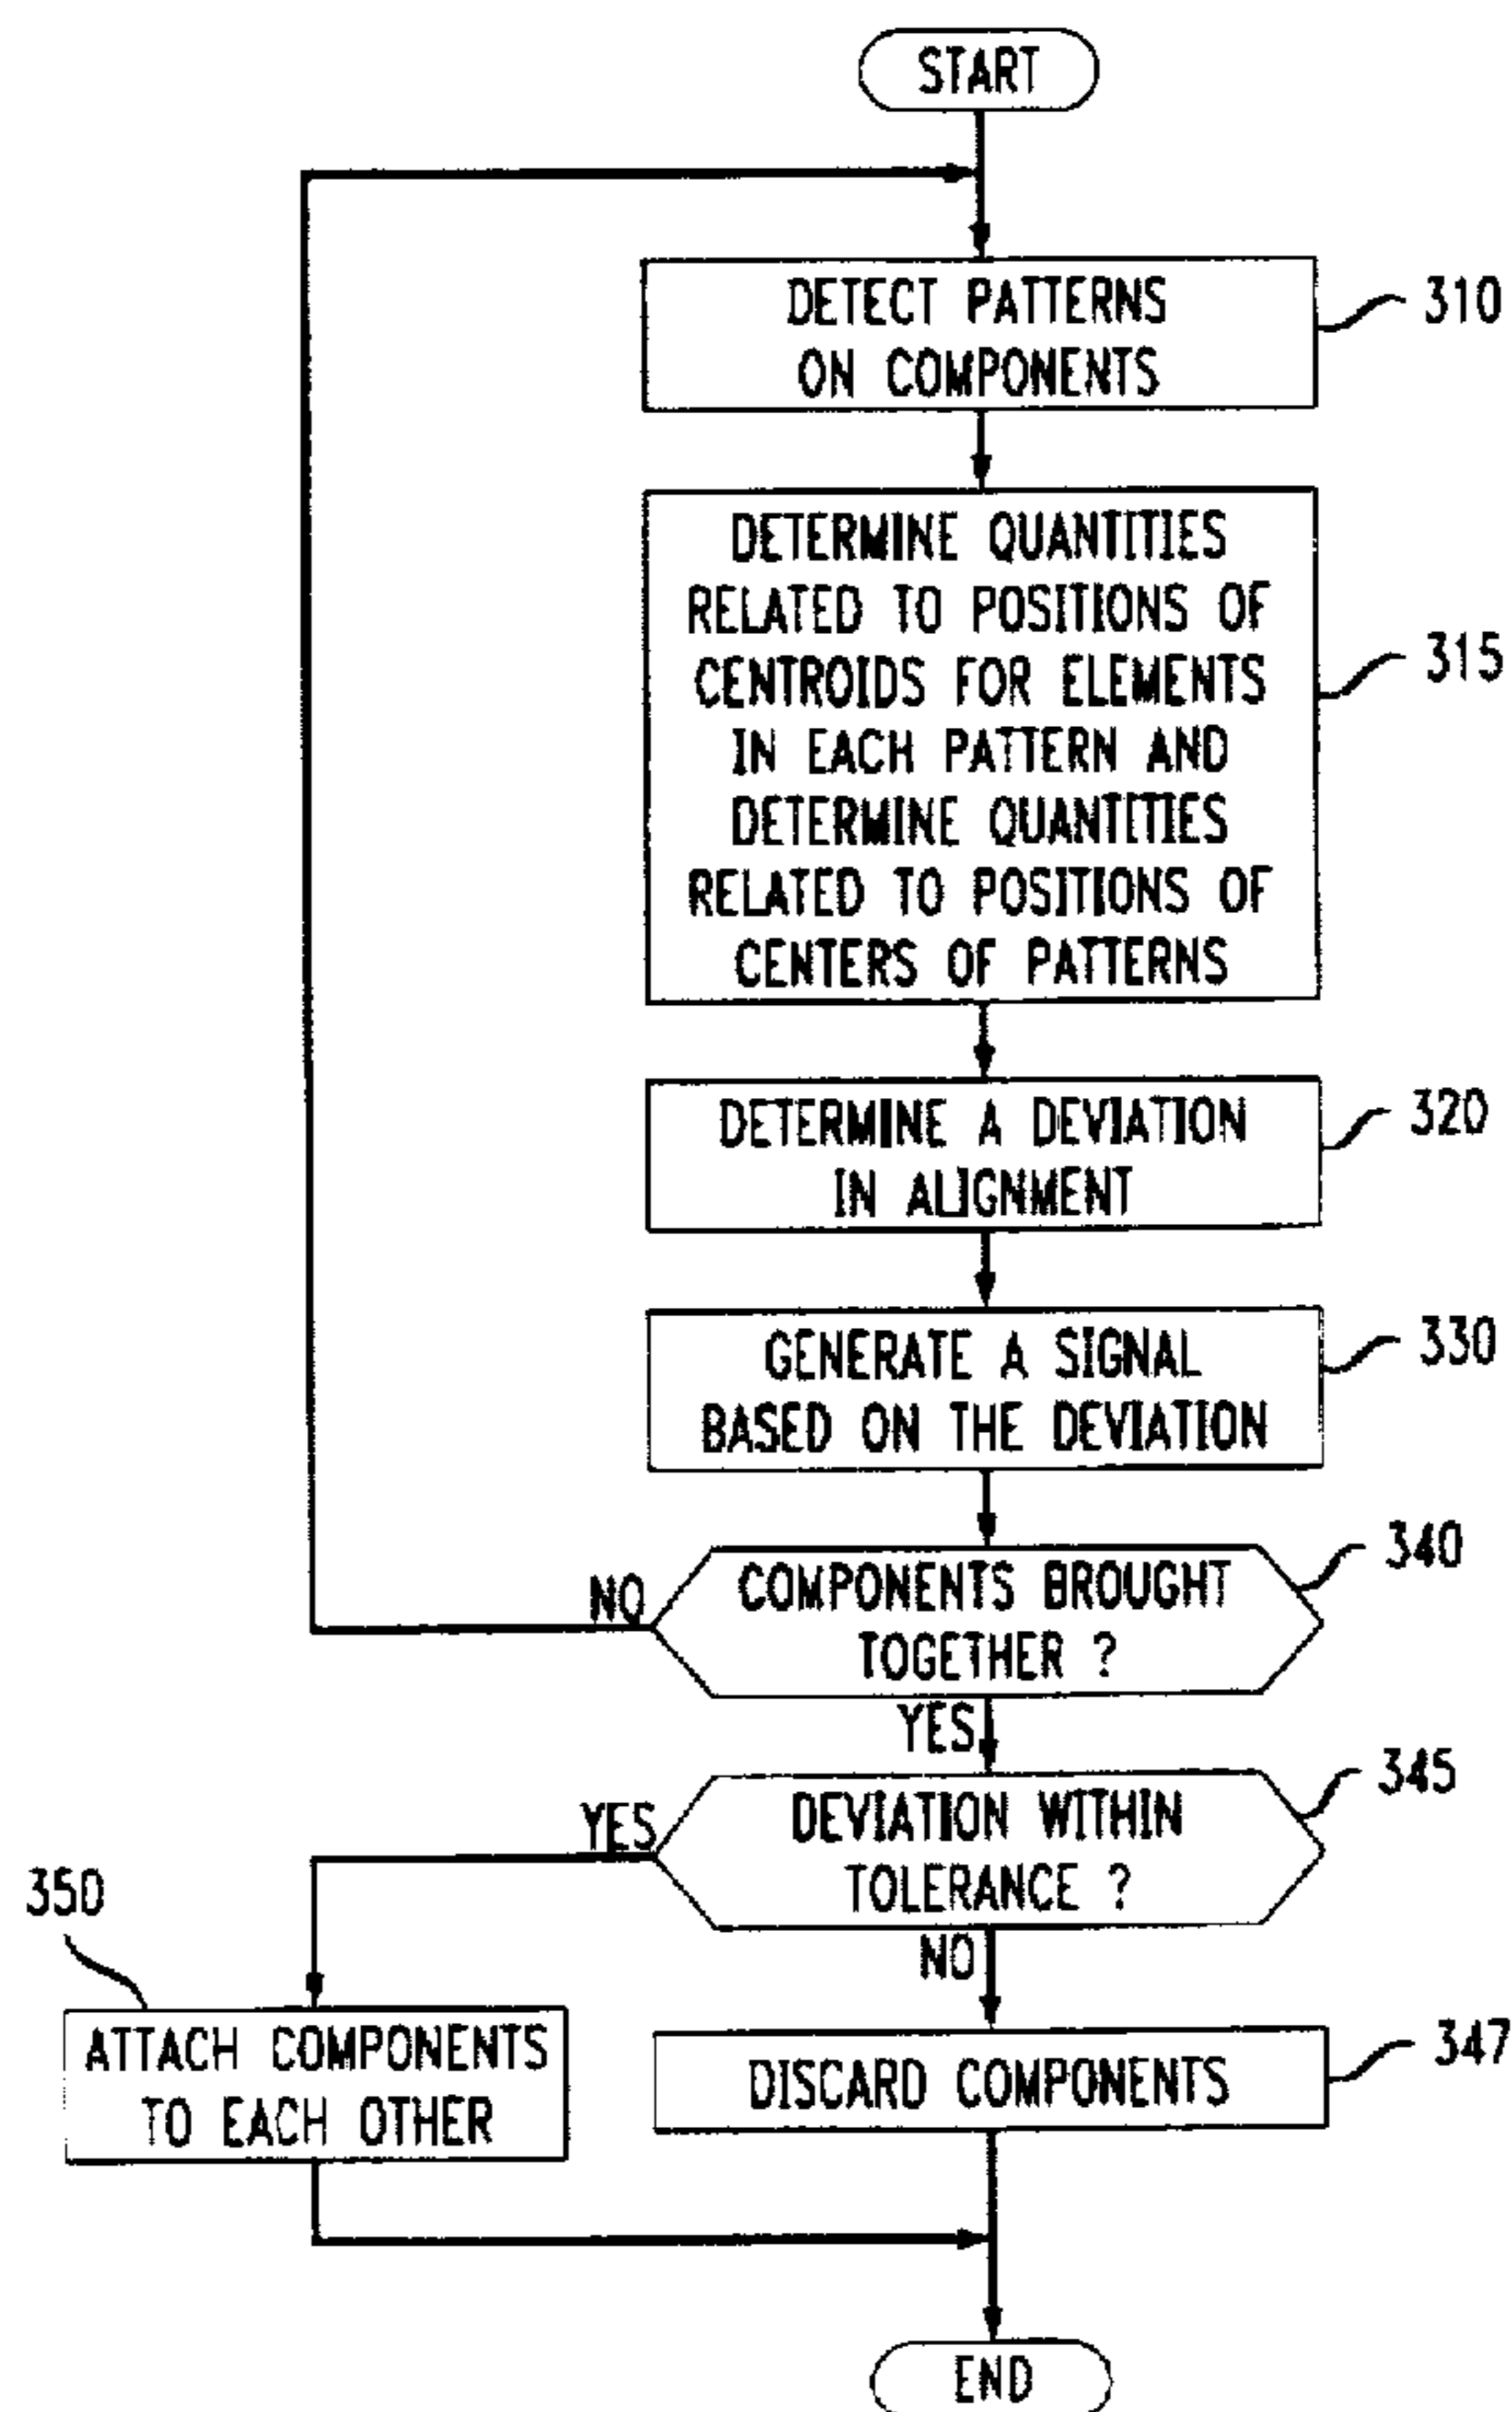 START
DETECT PATTERNS
ON COMPONENTS
310
DETERMINE QUANTITIES
RELATED TO POSITIONS OF
CENTROIDS FOR ELEMENTS
IN EACH PATTERN AND
DETERMINE QUANTITIES
RELATED TO POSITIONS OF
CENTERS OF PATTERNS
315
DETERMINE A DEVIATION
IN ALIGNMENT
320
GENERATE A SIGNAL
BASED ON THE DEVIATION
330
COMPONENTS BROUGHT
TOGETHER ?
340
NO
YES
DEVIATION WITHIN
TOLERANCE ?
345
YES
NO
350
ATTACH COMPONENTS
TO EACH OTHER
DISCARD COMPONENTS
347
END